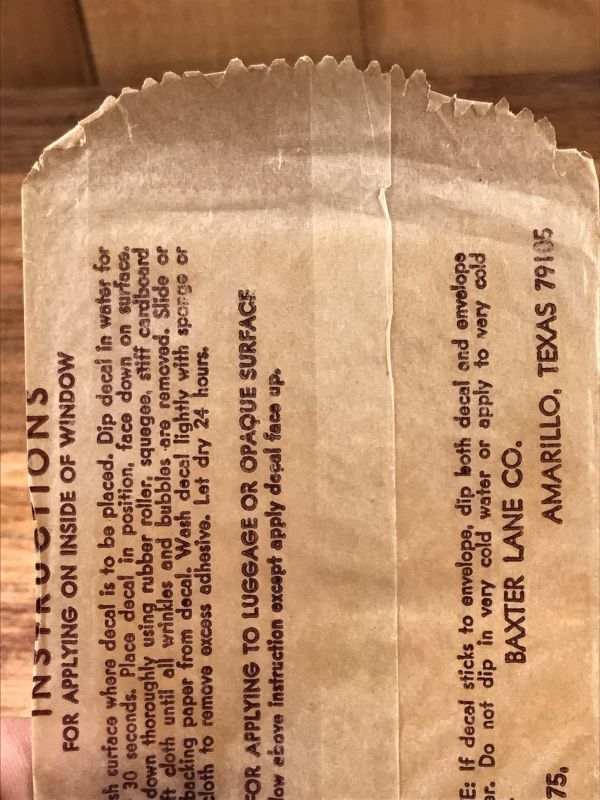 INSTRUCTIONS
FOR APPLYING ON INSIDE OF WINDOW
sh surface where decal is to be placed. Dip decal in water for
30 seconds. Place decal in position, face down on surface.
down thoroughly using rubber roller, squegee, stiff cardboard
ft cloth until all wrinkles and bubbles are removed. Slide or
backing paper from decal. Wash decal lightly with sponge or
cloth to remove excess adhesive. Let dry 24 hours.
FOR APPLYING TO LUGGAGE OR OPAQUE SURFACE
low above instruction except apply decal face up.
E: If decal sticks to envelope, dip both decal and envelope
er. Do not dip in very cold water or apply to very cold
BAXTER LANE CO.
75, AMARILLO, TEXAS 79105